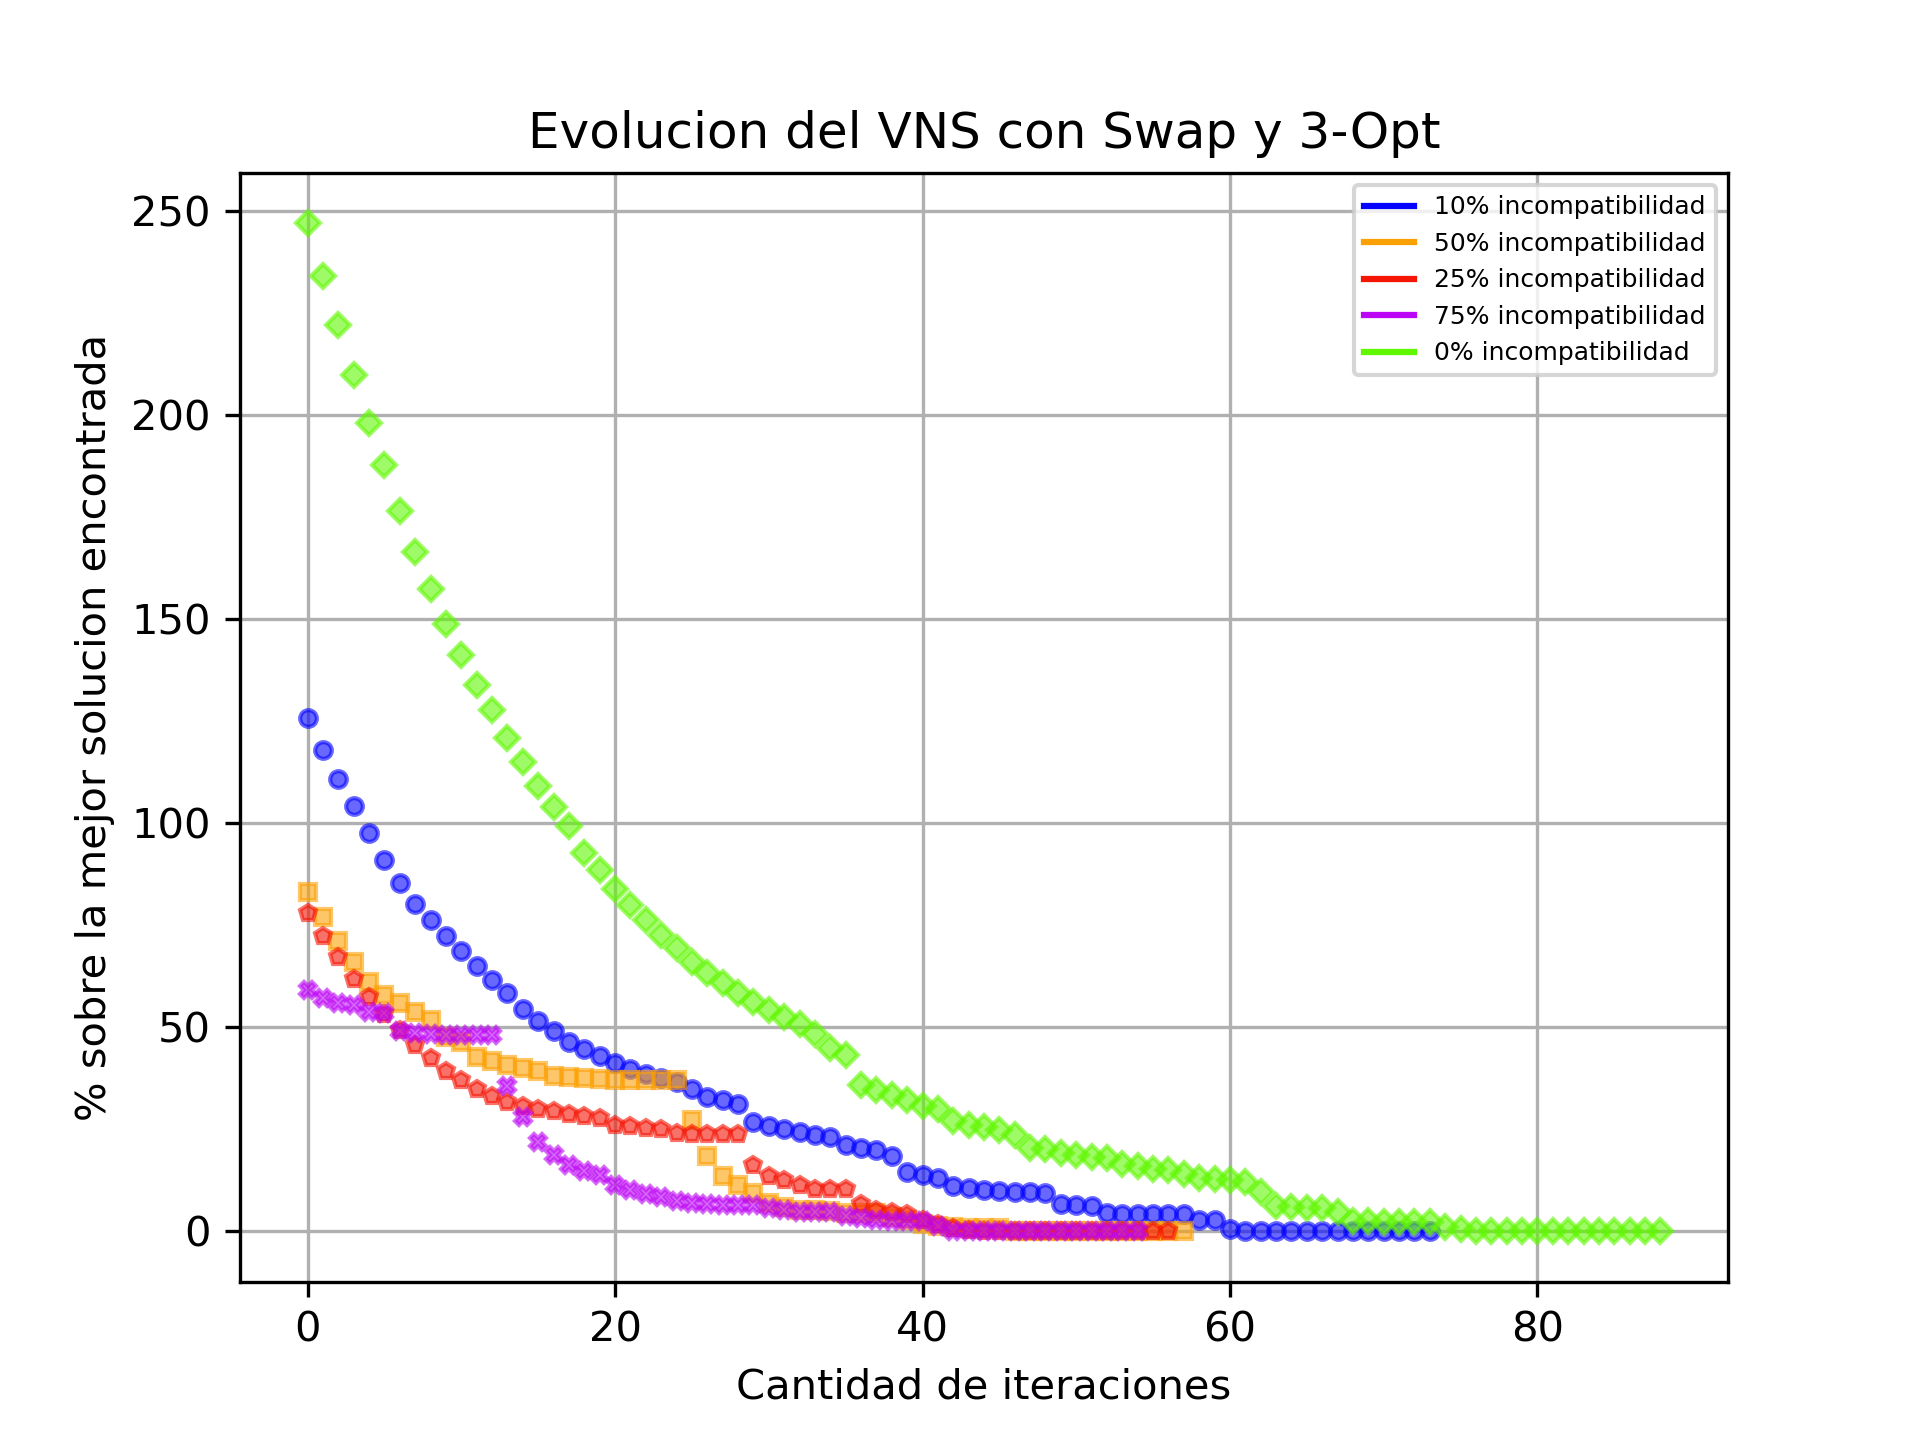 Evolucion del VNS con Swap y 3-Opt
% sobre la mejor solucion encontrada
250
200
150
100
50
0
10% incompatibilidad
50% incompatibilidad
25% incompatibilidad
75% incompatibilidad
0% incompatibilidad
0 20 40 60 80
Cantidad de iteraciones